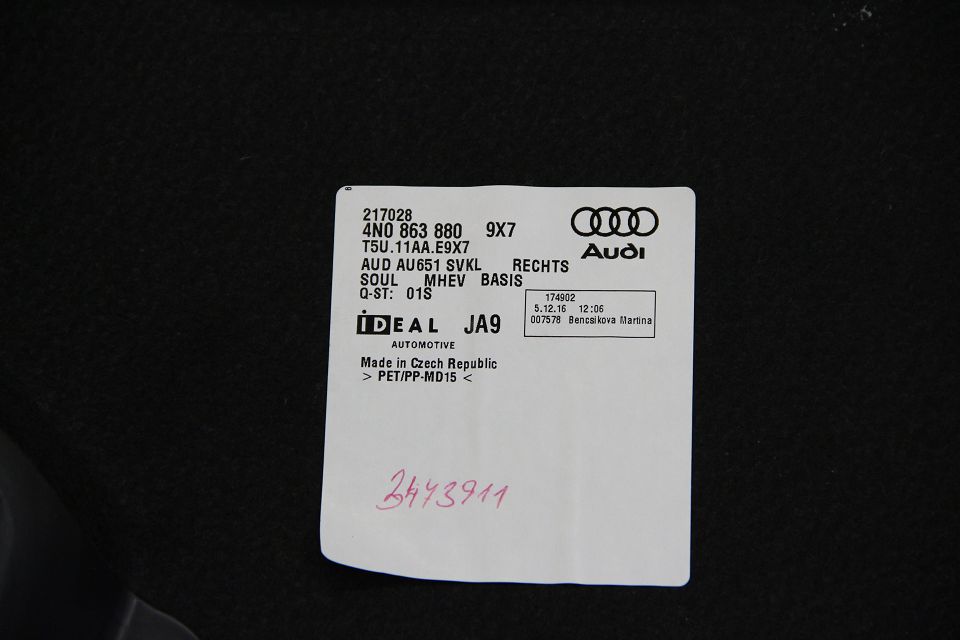 217028
4N0 863 880 9X7
T5U.11AA.E9X7
Audi
AUD AU651 SVKL RECHTS
SOUL MHEV BASIS
Q-ST: 01S
174902
5.12.16 12:06
007578 Bencsikova Martina
iDEAL JA9
AUTOMOTIVE
Made in Czech Republic
> PET/PP-MD15 <